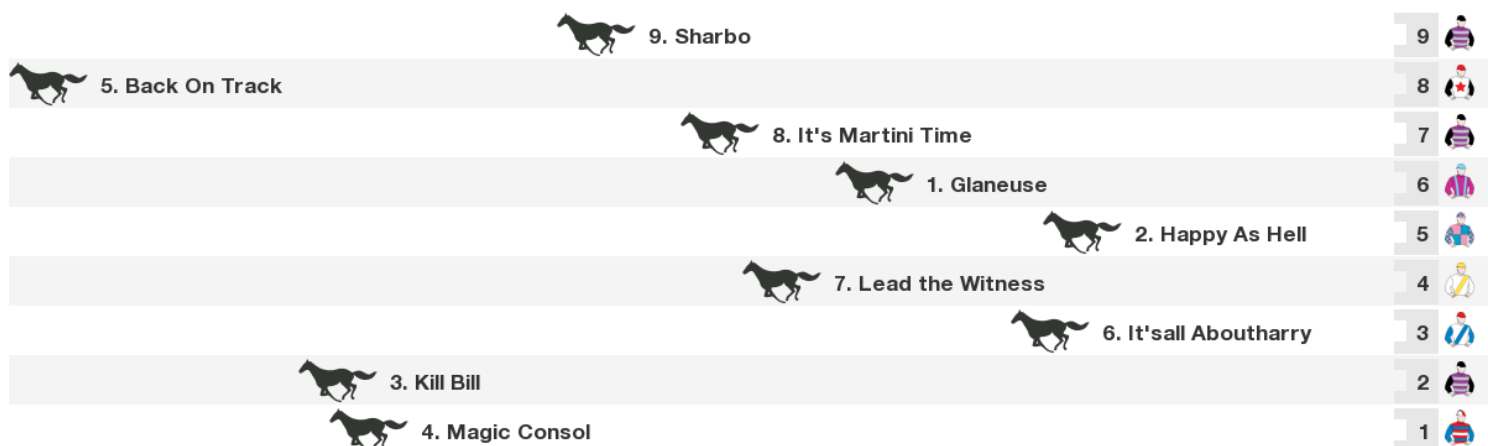 9. Sharbo 9
5. Back On Track 8
8. It's Martini Time 7
1. Glaneuse 6
2. Happy As Hell 5
7. Lead the Witness 4
6. It'sall Aboutharry 3
3. Kill Bill 2
4. Magic Consol 1